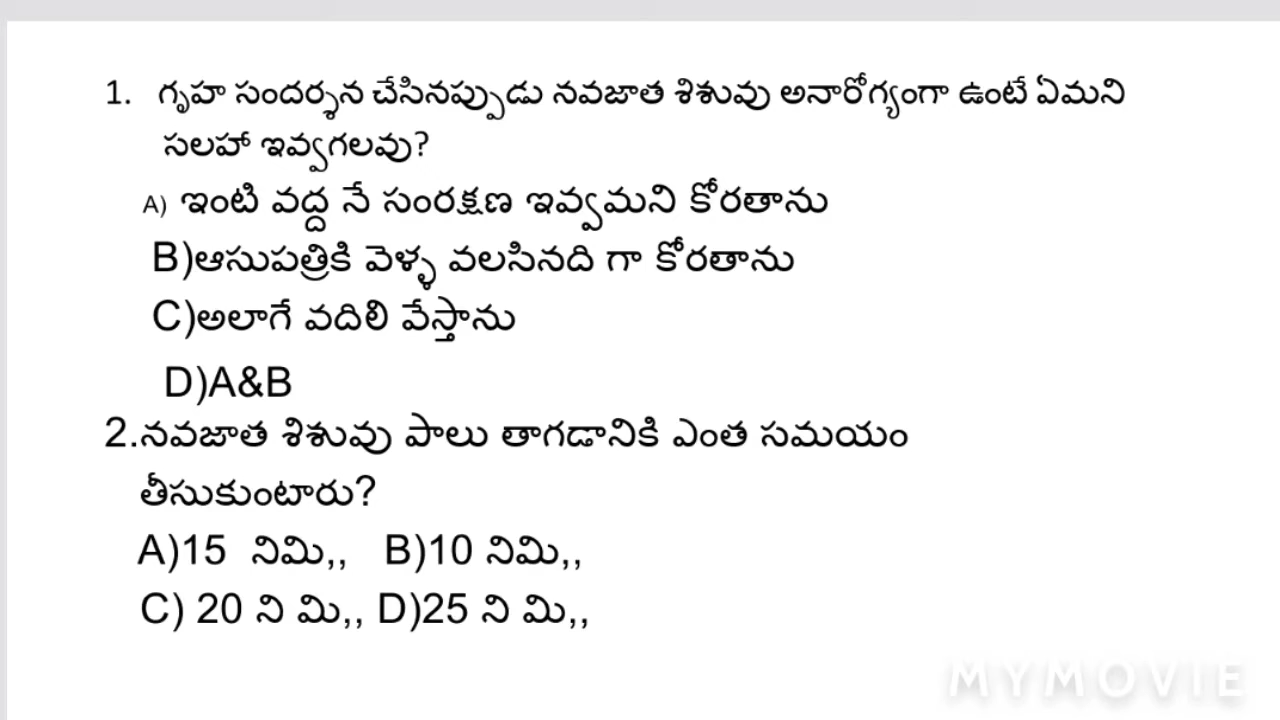 1. గృహ సందర్శన చేసినప్పుడు నవజాత శిశువు అనారోగ్యంగా ఉంటే ఏమని
సలహా ఇవ్వగలవు?
A) ఇంటి వద్ద నే సంరక్షణ ఇవ్వమని కోరతాను
B)ఆసుపత్రికి వెళ్ళ వలసినది గా కోరతాను
C)అలాగే వదిలి వేస్తాను
D)A&B
2.నవజాత శిశువు పాలు తాగడానికి ఎంత సమయం
తీసుకుంటారు?
A)15 నిమి,, B)10 నిమి,,
C) 20 ని మి,, D)25 ని మి,,
MYMOVIE